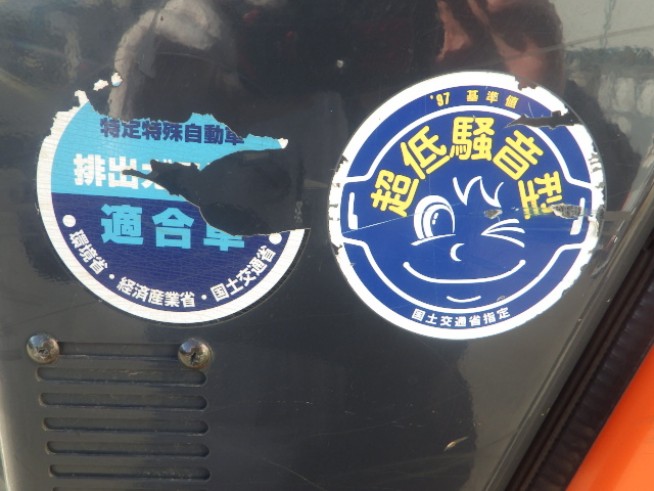 特定特殊自動車
排出ガ
適合車
環境省・経済産業省・国土交通省
'97 基準値
超低騒音型
国土交通省指定